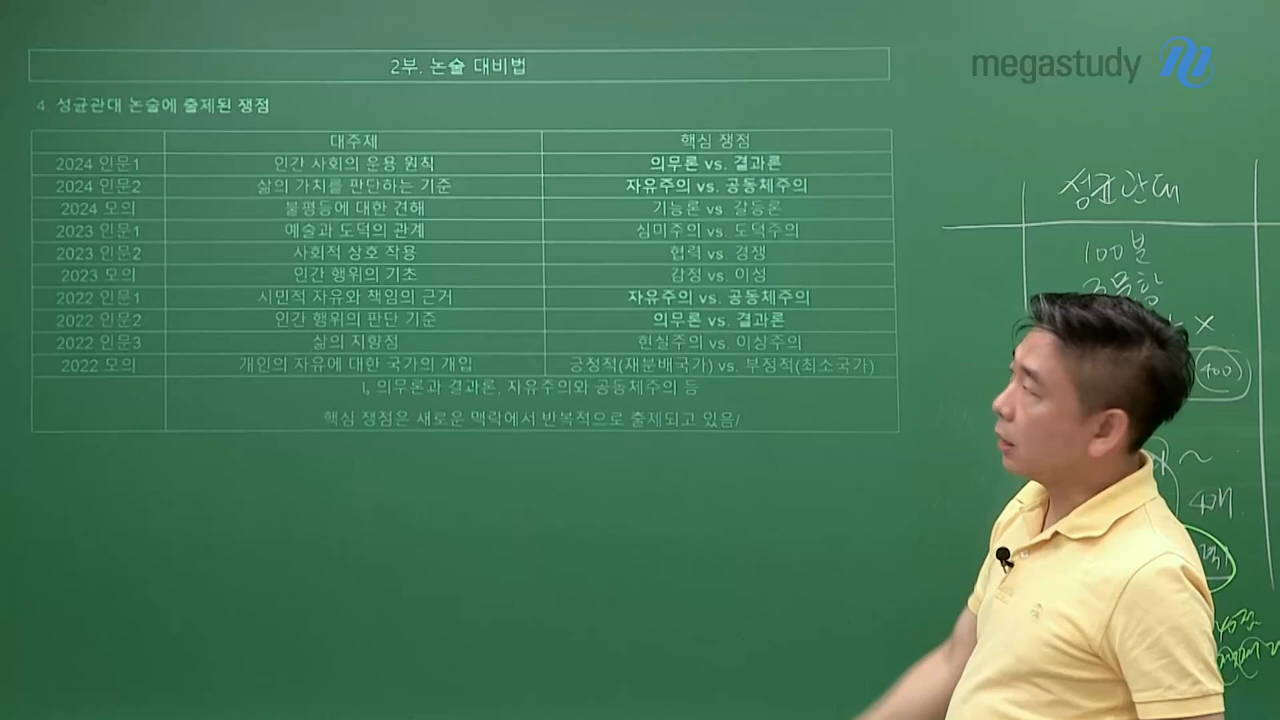 megastudy
2부. 논술 대비법
4. 성균관대 논술에 출제된 쟁점
대주제 핵심 쟁점
2024 인문1 인간 사회의 운용 원칙 의무론 vs. 결과론
2024 인문2 삶의 가치를 판단하는 기준 자유주의 vs. 공동체주의
2024 모의 불평등에 대한 견해 기능론 vs. 갈등론
2023 인문1 예술과 도덕의 관계 심미주의 vs. 도덕주의
2023 인문2 사회적 상호 작용 협력 vs. 경쟁
2023 모의 인간 행위의 기초 감정 vs. 이성
2022 인문1 시민적 자유와 책임의 근거 자유주의 vs. 공동체주의
2022 인문2 인간 행위의 판단 기준 의무론 vs. 결과론
2022 인문3 삶의 지향점 현실주의 vs. 이상주의
2022 모의 개인의 자유에 대한 국가의 개입 긍정적(재분배국가) vs. 부정적(최소국가)
의무론과 결과론, 자유주의와 공동체주의 등
핵심 쟁점은 새로운 맥락에서 반복적으로 출제되고 있음/
성균관대
100분
X
400)
~
4개